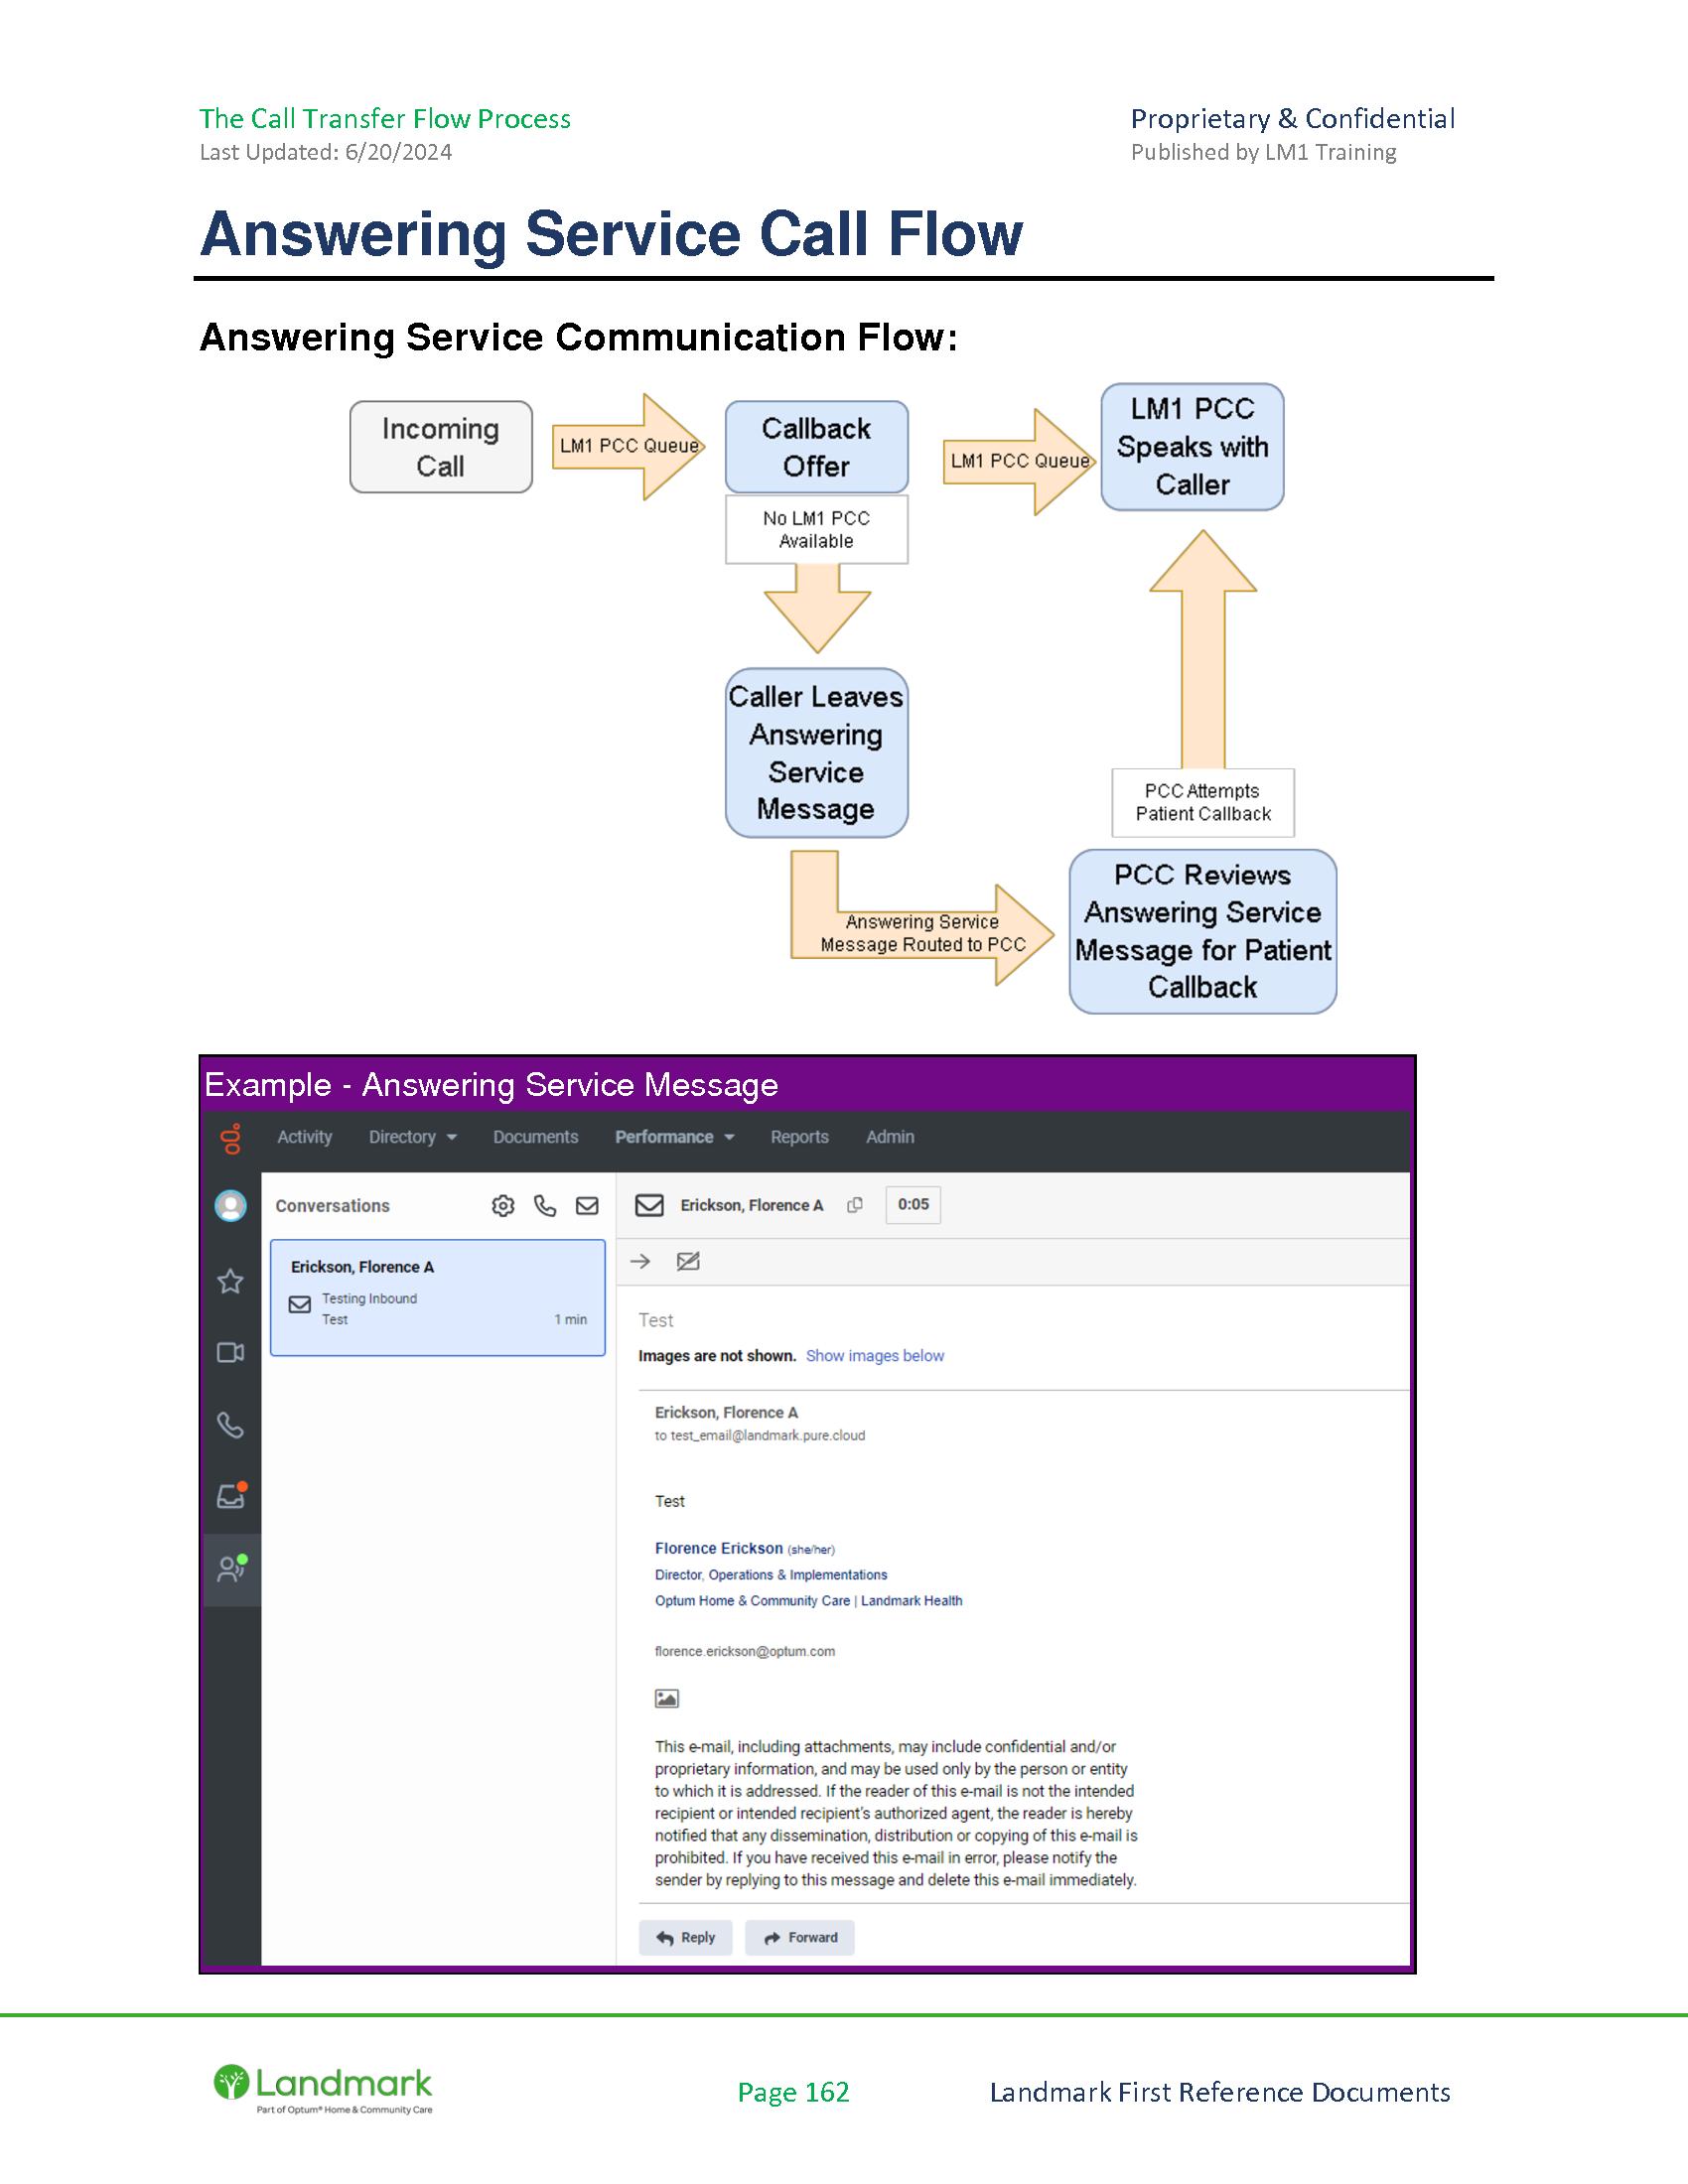 The Call Transfer Flow Process
Proprietary & Confidential
Last Updated: 6/20/2024
Published by LM1 Training
Answering Service Call Flow
Answering Service Communication Flow:
Incoming
Call
LM1 PCC Queue
Callback
Offer
LM1 PCC Queue
LM1 PCC
Speaks with
Caller
No LM1 PCC
Available
Caller Leaves
Answering
Service
Message
PCC Attempts
Patient Callback
Answering Service
Message Routed to PCC
PCC Reviews
Answering Service
Message for Patient
Callback
Example - Answering Service Message
Activity Directory Documents Performance Reports Admin
Conversations
Erickson, Florence A 0:05
Erickson, Florence A
Testing Inbound
Test 1 min
Test
Images are not shown. Show images below
Erickson, Florence A
to test_email@landmark.pure.cloud
Test
Florence Erickson (she/her)
Director, Operations & Implementations
Optum Home & Community Care | Landmark Health
florence.erickson@optum.com
This e-mail, including attachments, may include confidential and/or
proprietary information, and may be used only by the person or entity
to which it is addressed. If the reader of this e-mail is not the intended
recipient or intended recipient's authorized agent, the reader is hereby
notified that any dissemination, distribution or copying of this e-mail is
prohibited. If you have received this e-mail in error, please notify the
sender by replying to this message and delete this e-mail immediately.
Reply Forward
Landmark
Part of Optum® Home & Community Care
Page 162
Landmark First Reference Documents